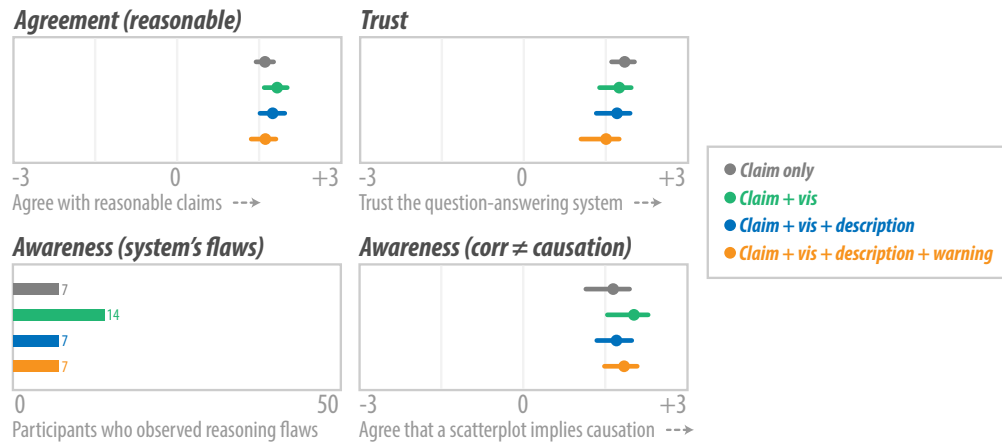 Agreement (reasonable)
-3 0 +3
Agree with reasonable claims
Trust
-3 0 +3
Trust the question-answering system
Awareness (system's flaws)
7
14
7
7
0 50
Participants who observed reasoning flaws
Awareness (corr ≠ causation)
-3 0 +3
Agree that a scatterplot implies causation
Claim only
Claim + vis
Claim + vis + description
Claim + vis + description + warning